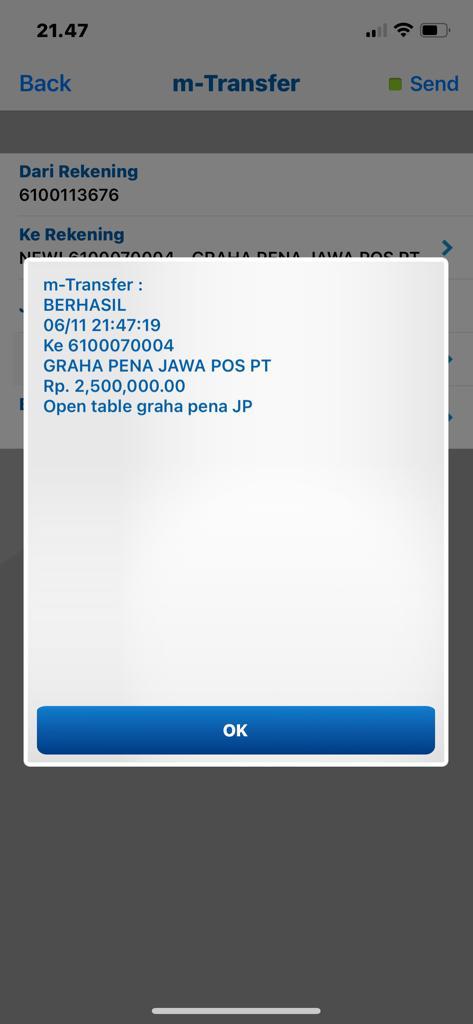 21.47
Back m-Transfer Send
Dari Rekening
6100113676
Ke Rekening
NEW! 6100070004 - GRAHA PENA JAWA POS PT
m-Transfer :
BERHASIL
06/11 21:47:19
Ke 6100070004
GRAHA PENA JAWA POS PT
Rp. 2,500,000.00
Open table graha pena JP
OK